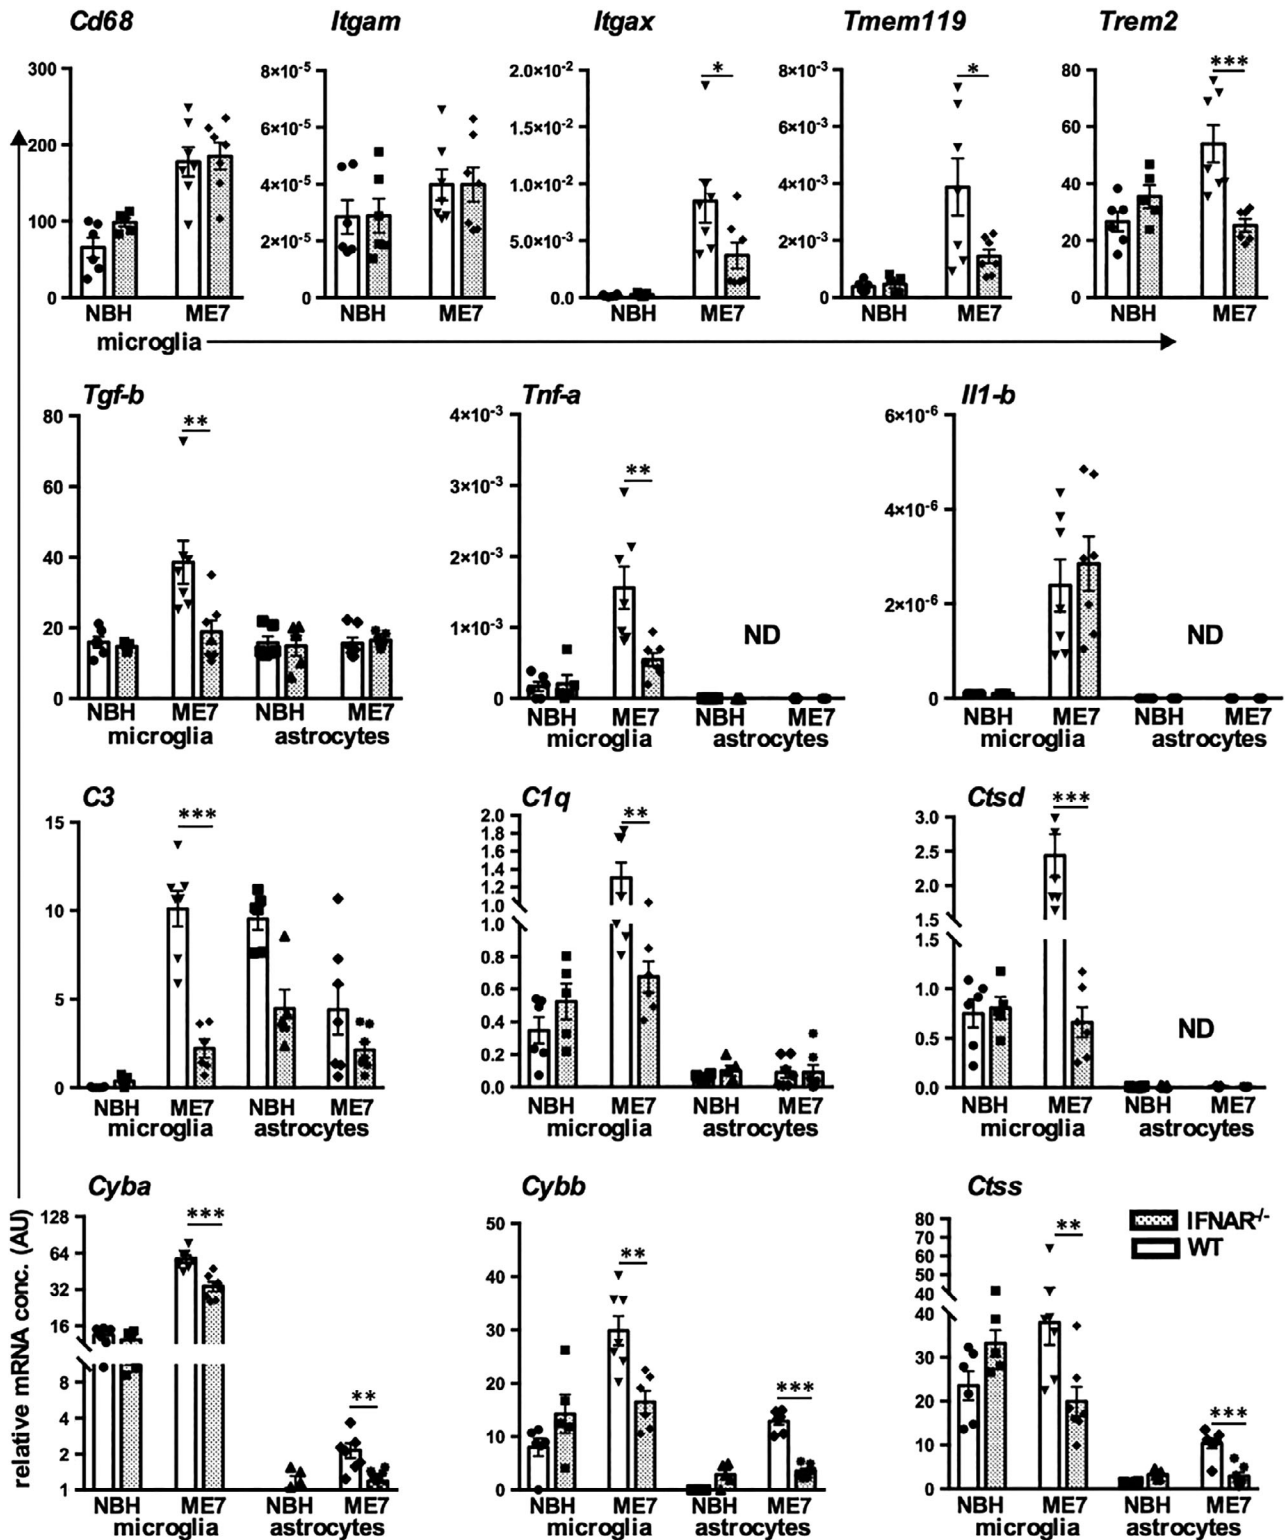 Cd68 Itgam Itgax Tmem119 Trem2
* * ***
300 8×10-5 2.0×10-2 8×10-3 80
200 6×10-5 1.5×10-2 6×10-3 60
4×10-5 1.0×10-2 4×10-3 40
100 2×10-5 5.0×10-3 2×10-3 20
0 0 0.0 0 0
NBH ME7 NBH ME7 NBH ME7 NBH ME7 NBH ME7
microglia
Tgf-b Tnf-a Il1-b
** **
80 4×10-3 6×10-6
60 3×10-3 4×10-6
40 2×10-3 2×10-6
20 1×10-3
0 0 0
ND ND
NBH ME7 NBH ME7 NBH ME7 NBH ME7 NBH ME7 NBH ME7
microglia astrocytes microglia astrocytes microglia astrocytes
C3 C1q Ctsd
*** ** ***
15 2.0 1.8 1.6 1.4 1.2 1.0 3.0 2.5 2.0 1.5
10 1.0 0.8 0.6 0.4 0.2 0.0 1.5 1.0 0.5 0.0
5
0
ND
NBH ME7 NBH ME7 NBH ME7 NBH ME7 NBH ME7 NBH ME7
microglia astrocytes microglia astrocytes microglia astrocytes
Cyba Cybb Ctss
*** ** ** *** ** ***
128 64 32 16 50 40 30 20 10 0 80 70 60 50 40
8 4 2 1 40 30 20 10 0
IFNAR-/-
WT
NBH ME7 NBH ME7 NBH ME7 NBH ME7 NBH ME7 NBH ME7
microglia astrocytes microglia astrocytes microglia astrocytes
relative mRNA conc. (AU)